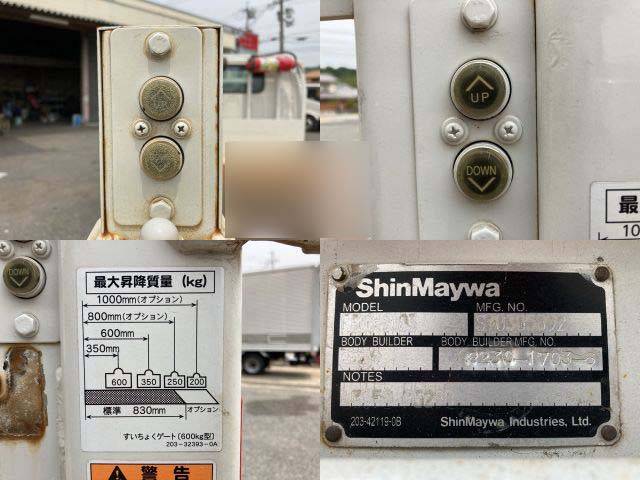 UP
DOWN
最
10
DOWN
最大昇降質量 (kg)
1000mm(オプション)
800mm(オプション)
600mm
350mm
600 350 250 200
標準 830mm オプション
すいちょくゲート(600kg型)
203-32393-0A
警告
ShinMaywa
MODEL MFG. NO.
BODY BUILDER BODY BUILDER MFG. NO.
NOTES
203-42119-0B ShinMaywa Industries, Ltd.